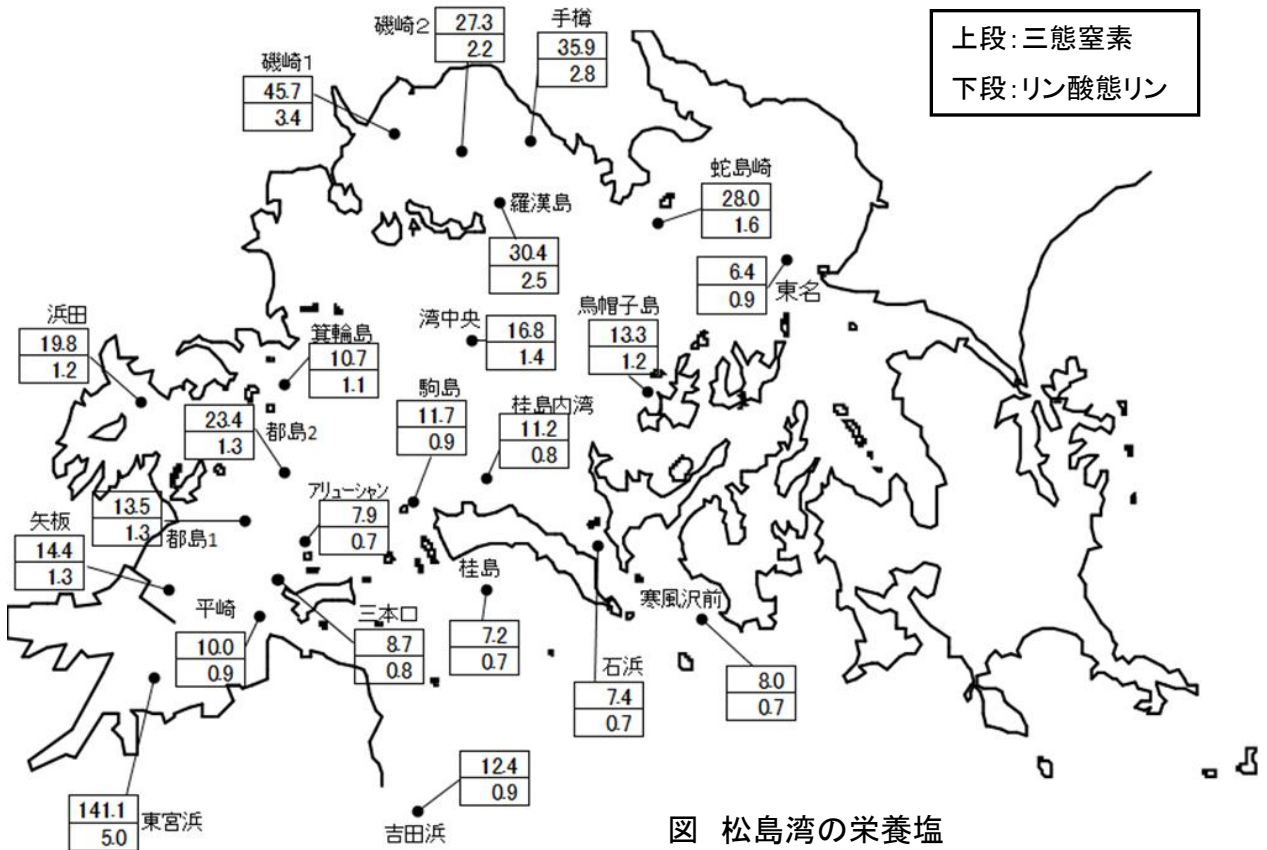 磯崎2
27.3
2.2
手樽
35.9
2.8
上段:三態窒素
下段:リン酸態リン
磯崎1
45.7
3.4
蛇島崎
28.0
1.6
羅漢島
30.4
2.5
6.4
0.9
東名
浜田
19.8
1.2
箕輪島
10.7
1.1
湾中央
16.8
1.4
烏帽子島
13.3
1.2
駒島
11.7
0.9
桂島内湾
11.2
0.8
23.4
1.3
都島2
アリューシャン
7.9
0.7
13.5
1.3
都島1
矢板
14.4
1.3
平崎
10.0
0.9
三本口
8.7
0.8
桂島
7.2
0.7
石浜
7.4
0.7
寒風沢前
8.0
0.7
141.1
5.0
東宮浜
12.4
0.9
吉田浜
図 松島湾の栄養塩